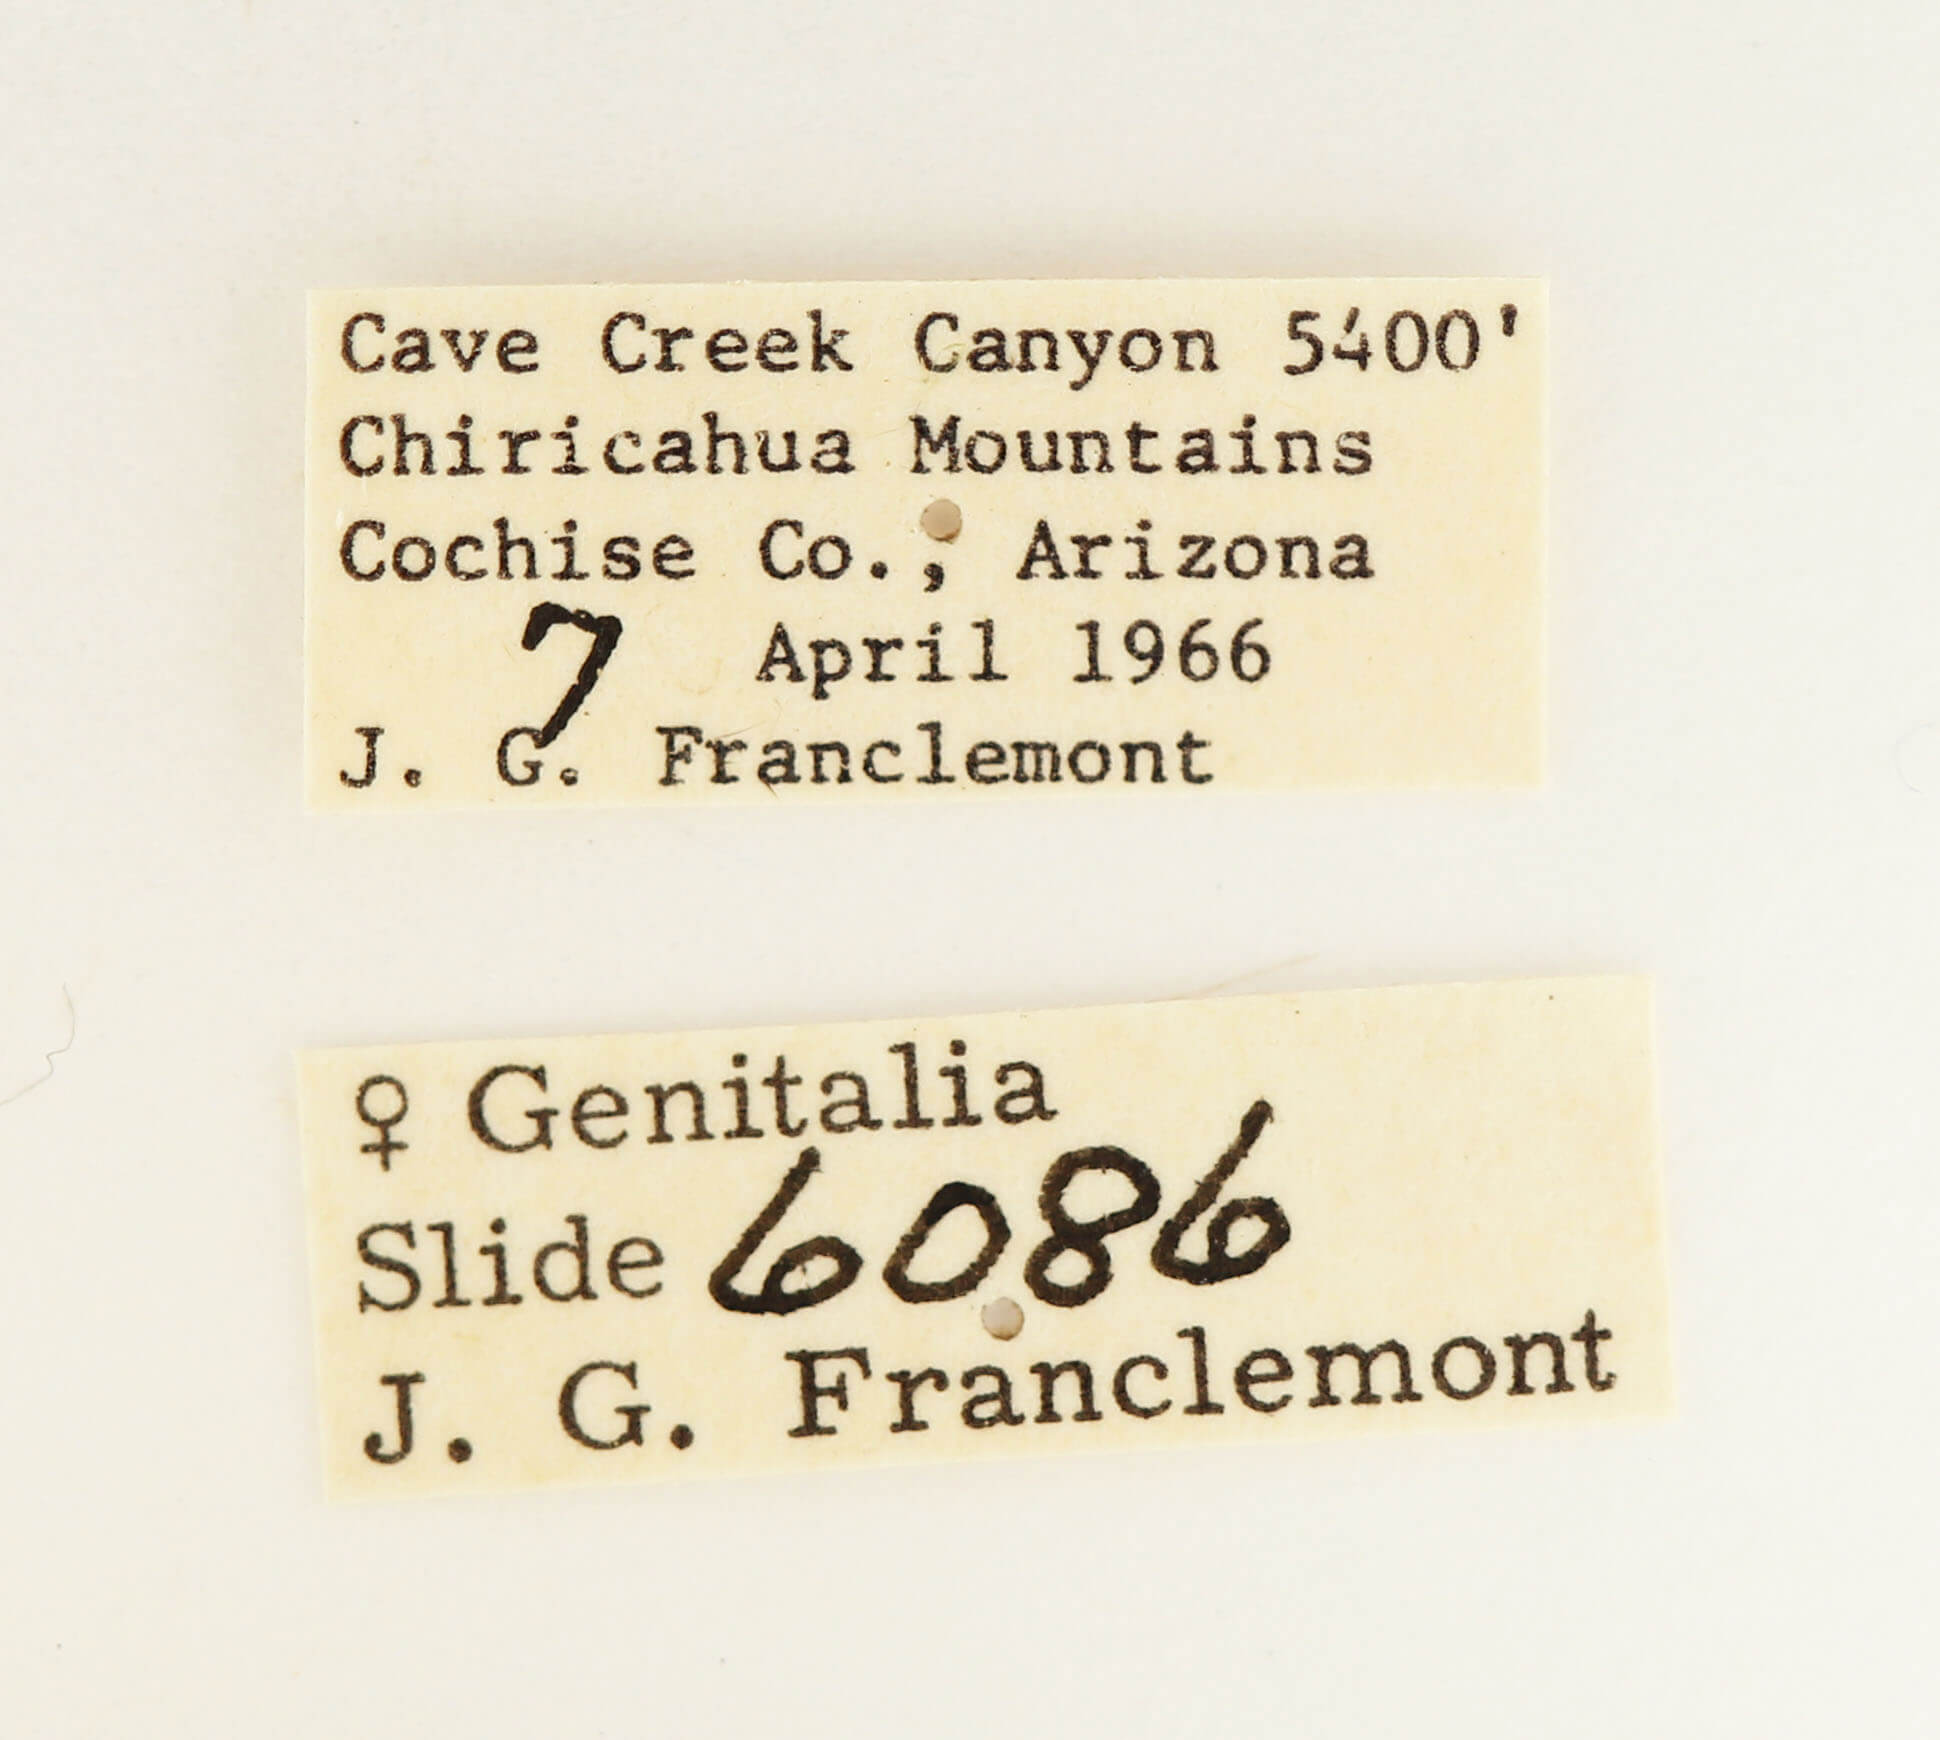 Cave Creek Canyon 5400'
Chiricahua Mountains
Cochise Co., Arizona
7 April 1966
J. G. Franclemont
♀ Genitalia
Slide 6086
J. G. Franclemont